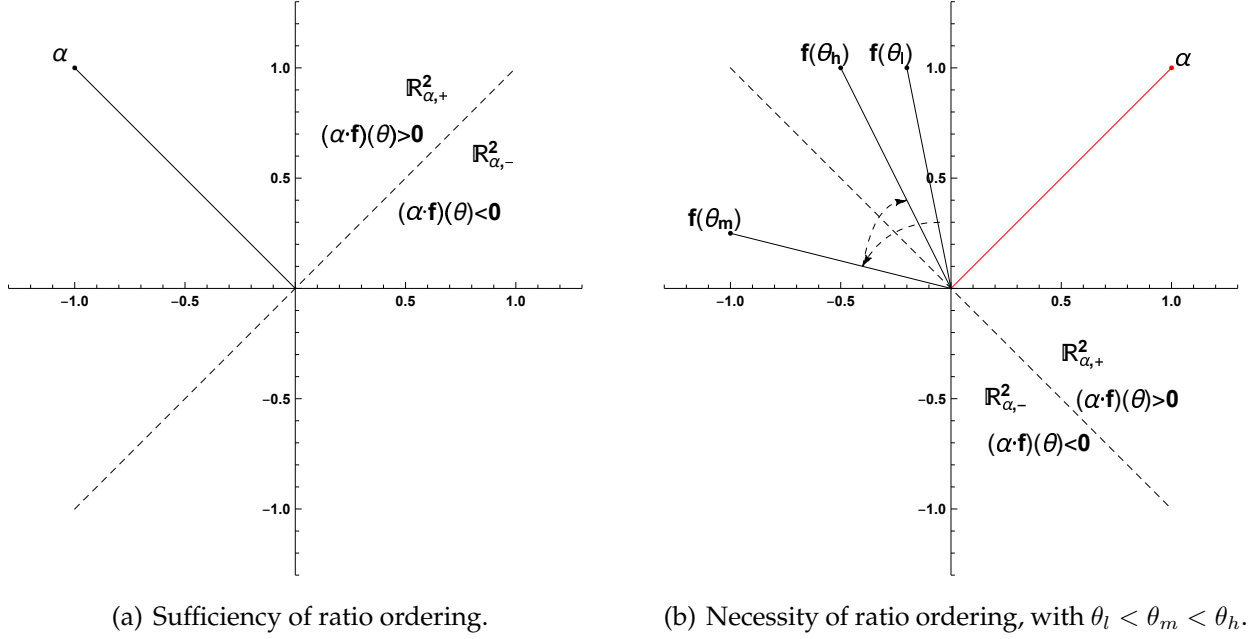 α
1.0
ℝ²α,+
(α·f)(θ)>0
ℝ²α,−
0.5
(α·f)(θ)<0
−1.0 −0.5 0.5 1.0
−0.5
−1.0
(a) Sufficiency of ratio ordering.
f(θh) f(θl) α
1.0
0.5
f(θm)
−1.0 −0.5 0.5 1.0
ℝ²α,+
−0.5
ℝ²α,−
(α·f)(θ)>0
(α·f)(θ)<0
−1.0
(b) Necessity of ratio ordering, with θl < θm < θh.